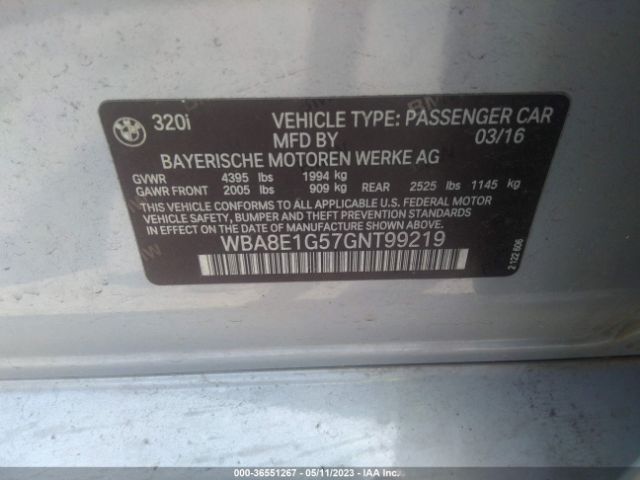 320i VEHICLE TYPE: PASSENGER CAR
MFD BY 03/16
BAYERISCHE MOTOREN WERKE AG
GVWR 4395 lbs 1994 kg
GAWR FRONT 2005 lbs 909 kg REAR 2525 lbs 1145 kg
THIS VEHICLE CONFORMS TO ALL APPLICABLE U.S. FEDERAL MOTOR
VEHICLE SAFETY, BUMPER AND THEFT PREVENTION STANDARDS
IN EFFECT ON THE DATE OF MANUFACTURE SHOWN ABOVE.
WBA8E1G57GNT99219
2 122 606
000-36551267 - 05/11/2023 - IAA Inc.